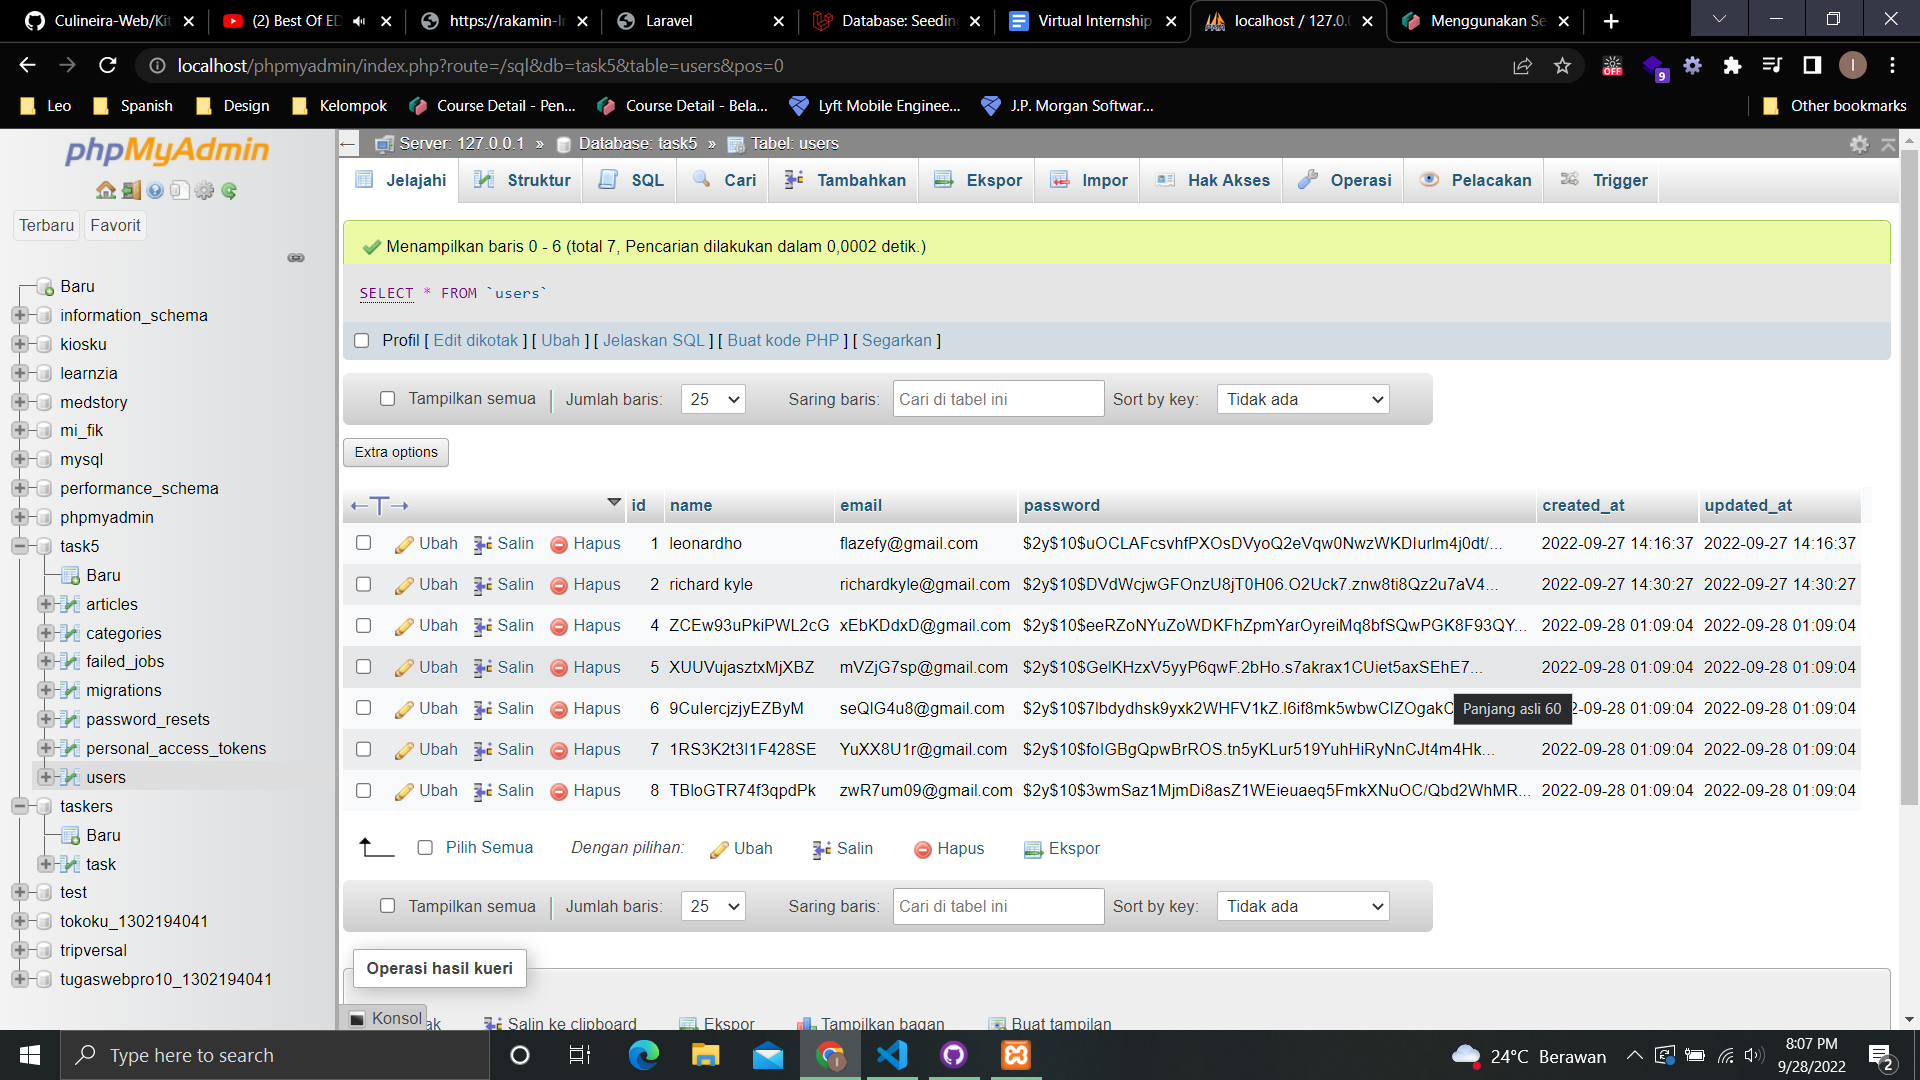 Culineira-Web/Kit
(2) Best Of ED
https://rakamin-lr
Laravel
Database: Seedin
Virtual Internship
localhost / 127.0.0
Menggunakan Se
localhost/phpmyadmin/index.php?route=/sql&db=task5&table=users&pos=0
OFF
9
I
Leo
Spanish
Design
Kelompok
Course Detail - Pen...
Course Detail - Bela...
Lyft Mobile Enginee...
J.P. Morgan Softwar...
Other bookmarks
phpMyAdmin
Terbaru
Favorit
Baru
information_schema
kiosku
learnzia
medstory
mi_fik
mysql
performance_schema
phpmyadmin
task5
Baru
articles
categories
failed_jobs
migrations
password_resets
personal_access_tokens
users
taskers
Baru
task
test
tokoku_1302194041
tripversal
tugaswebpro10_1302194041
Server: 127.0.0.1 » Database: task5 » Tabel: users
Jelajahi Struktur SQL Cari Tambahkan Ekspor Impor Hak Akses Operasi Pelacakan Trigger
Menampilkan baris 0 - 6 (total 7, Pencarian dilakukan dalam 0,0002 detik.)
SELECT * FROM `users`
Profil [ Edit dikotak ] [ Ubah ] [ Jelaskan SQL ] [ Buat kode PHP ] [ Segarkan ]
Tampilkan semua Jumlah baris: 25 Saring baris: Cari di tabel ini Sort by key: Tidak ada
Extra options
id name email password created_at updated_at
Ubah Salin Hapus 1 leonardho flazefy@gmail.com $2y$10$uOCLAFcsvhfPXOsDVyoQ2eVqw0NwzWKDIurlm4j0dt/... 2022-09-27 14:16:37 2022-09-27 14:16:37
Ubah Salin Hapus 2 richard kyle richardkyle@gmail.com $2y$10$DVdWcjwGFOnzU8jT0H06.O2Uck7.znw8ti8Qz2u7aV4... 2022-09-27 14:30:27 2022-09-27 14:30:27
Ubah Salin Hapus 4 ZCEw93uPkiPWL2cG xEbKDdxD@gmail.com $2y$10$eeRZoNYuZoWDKFhZpmYarOyreiMq8bfSQwPGK8F93QY... 2022-09-28 01:09:04 2022-09-28 01:09:04
Ubah Salin Hapus 5 XUUVujasztxMjXBZ mVZjG7sp@gmail.com $2y$10$GelKHzxV5yyP6qwF.2bHo.s7akrax1CUiet5axSEhE7... 2022-09-28 01:09:04 2022-09-28 01:09:04
Ubah Salin Hapus 6 9CulercjzjyEZByM seQIG4u8@gmail.com $2y$10$7lbdydhsk9yxk2WHFV1kZ.I6if8mk5wbwClZOgakC Panjang asli 60 2-09-28 01:09:04 2022-09-28 01:09:04
Ubah Salin Hapus 7 1RS3K2t3l1F428SE YuXX8U1r@gmail.com $2y$10$foIGBgQpwBrROS.tn5yKLur519YuhHiRyNnCJt4m4Hk... 2022-09-28 01:09:04 2022-09-28 01:09:04
Ubah Salin Hapus 8 TBloGTR74f3qpdPk zwR7um09@gmail.com $2y$10$3wmSaz1MjmDi8asZ1WEieuaeq5FmkXNuOC/Qbd2WhMR... 2022-09-28 01:09:04 2022-09-28 01:09:04
Pilih Semua Dengan pilihan: Ubah Salin Hapus Ekspor
Tampilkan semua Jumlah baris: 25 Saring baris: Cari di tabel ini Sort by key: Tidak ada
Operasi hasil kueri
Konsol ak Salin ke clipboard Ekspor Tampilkan bagan Buat tampilan
Type here to search
24°C Berawan
8:07 PM
9/28/2022
2